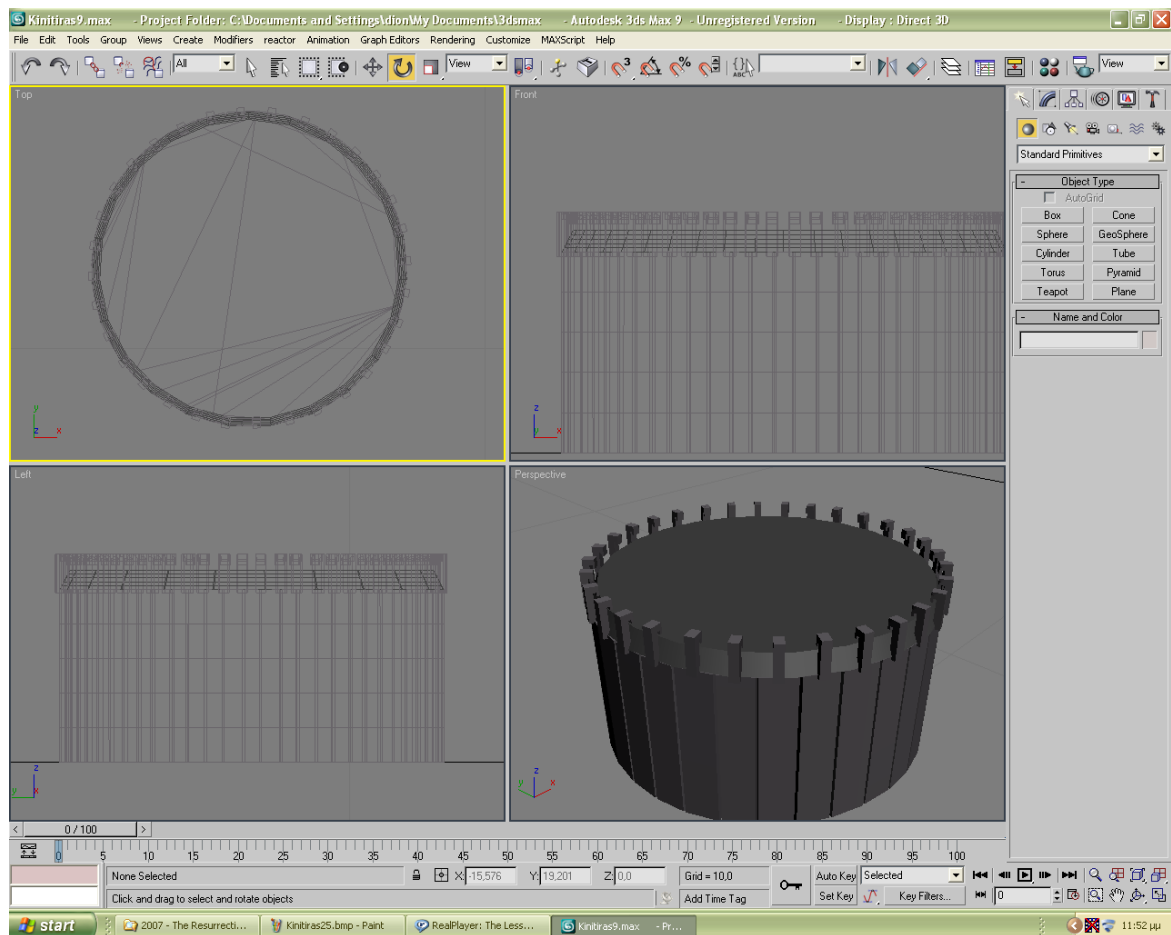 Kinitiras9.max - Project Folder: C:\Documents and Settings\dion\My Documents\3dsmax - Autodesk 3ds Max 9 - Unregistered Version - Display : Direct 3D
File Edit Tools Group Views Create Modifiers reactor Animation Graph Editors Rendering Customize MAXScript Help
All View 3 % ABC View
Top Front
Standard Primitives
- Object Type
AutoGrid
Box Cone
Sphere GeoSphere
Cylinder Tube
Torus Pyramid
Teapot Plane
- Name and Color
y z
z x y x
Left Perspective
z z
y x y x
< 0 / 100 >
0 5 10 15 20 25 30 35 40 45 50 55 60 65 70 75 80 85 90 95 100
None Selected X: -15,576 Y: 19,201 Z: 0,0 Grid = 10,0 Auto Key Selected
Click and drag to select and rotate objects Add Time Tag Set Key Key Filters... 0
start 2007 - The Resurrecti... Kinitiras25.bmp - Paint RealPlayer: The Less... Kinitiras9.max - Pr... 11:52 μμ